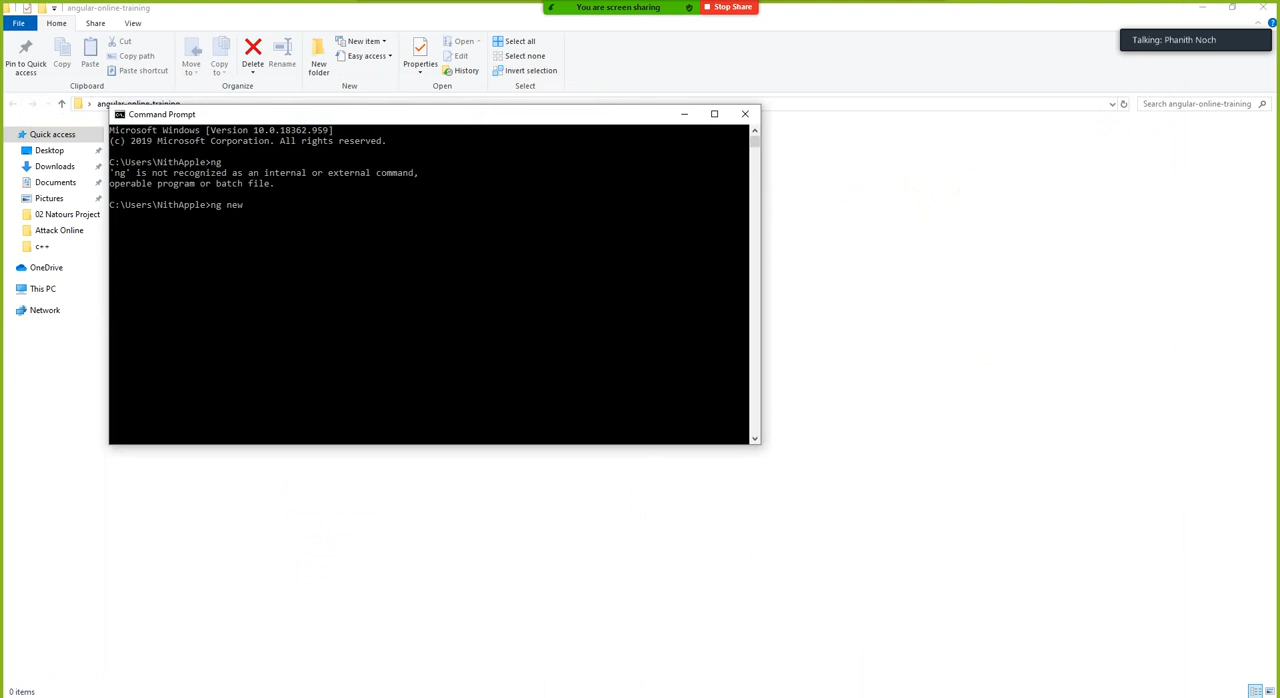 angular-online-training
You are screen sharing
Stop Share
File
Home
Share
View
Talking: Phanith Noch
Pin to Quick access
Copy
Paste
Cut
Copy path
Paste shortcut
Clipboard
Move to
Copy to
Delete
Rename
Organize
New folder
New item
Easy access
New
Properties
Open
Edit
History
Open
Select all
Select none
Invert selection
Select
angular-online-training
Search angular-online-training
Quick access
Desktop
Downloads
Documents
Pictures
02 Natours Project
Attack Online
c++
OneDrive
This PC
Network
Command Prompt
Microsoft Windows [Version 10.0.18362.959]
(c) 2019 Microsoft Corporation. All rights reserved.
C:\Users\NithApple>ng
'ng' is not recognized as an internal or external command,
operable program or batch file.
C:\Users\NithApple>ng new
0 items